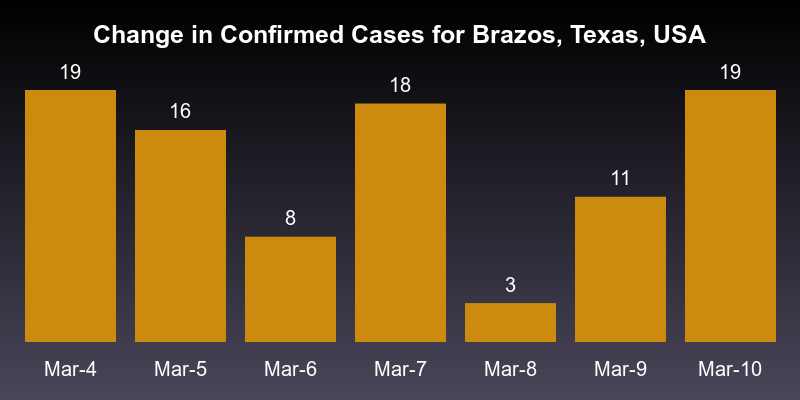 Change in Confirmed Cases for Brazos, Texas, USA
19
16
8
18
3
11
19
Mar-4
Mar-5
Mar-6
Mar-7
Mar-8
Mar-9
Mar-10